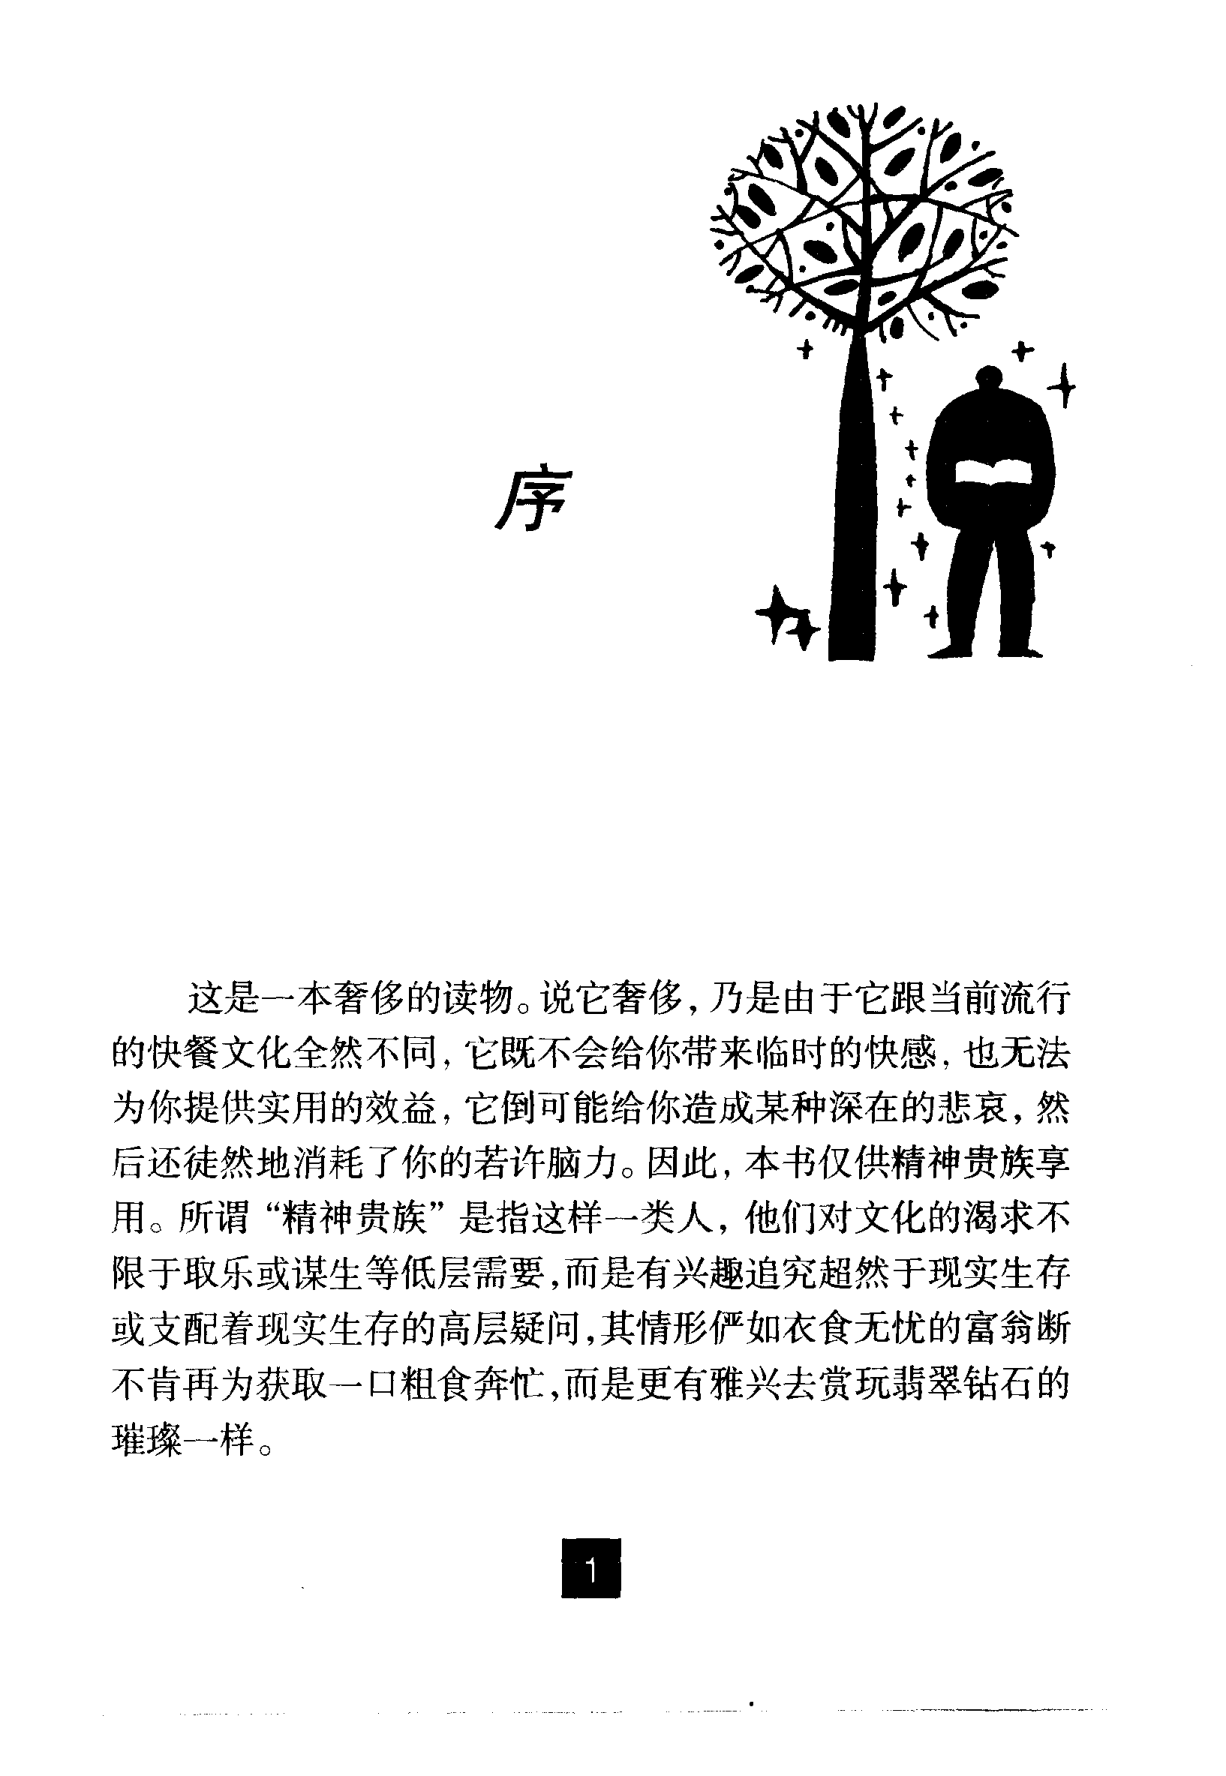 序
这是一本奢侈的读物。说它奢侈，乃是由于它跟当前流行
的快餐文化全然不同，它既不会给你带来临时的快感，也无法
为你提供实用的效益，它倒可能给你造成某种深在的悲哀，然
后还徒然地消耗了你的若许脑力。因此，本书仅供精神贵族享
用。所谓“精神贵族”是指这样一类人，他们对文化的渴求不
限于取乐或谋生等低层需要，而是有兴趣追究超然于现实生存
或支配着现实生存的高层疑问，其情形俨如衣食无忧的富翁断
不肯再为获取一口粗食奔忙，而是更有雅兴去赏玩翡翠钻石的
璀璨一样。
1